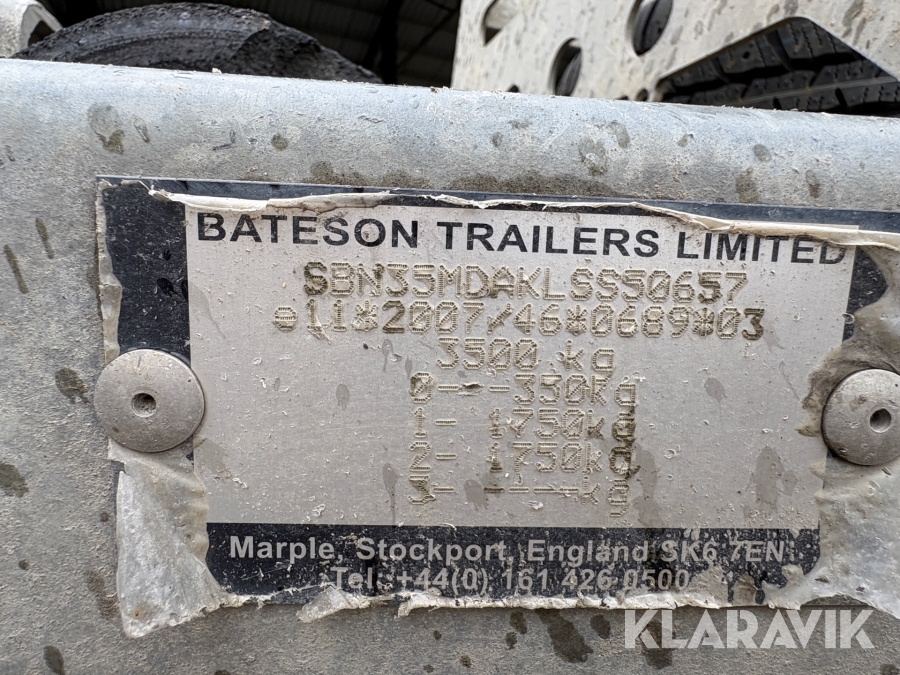 BATESON TRAILERS LIMITED
SBN35MDAKLSS50657
e11*2007/46*0689*03
3500 kg
0- -350Kg
1- 1750kg
2- 1750kg
3- ----kg
Marple, Stockport, England SK6 7EN
Tel: +44(0) 161 426 0500
KLARAVIK